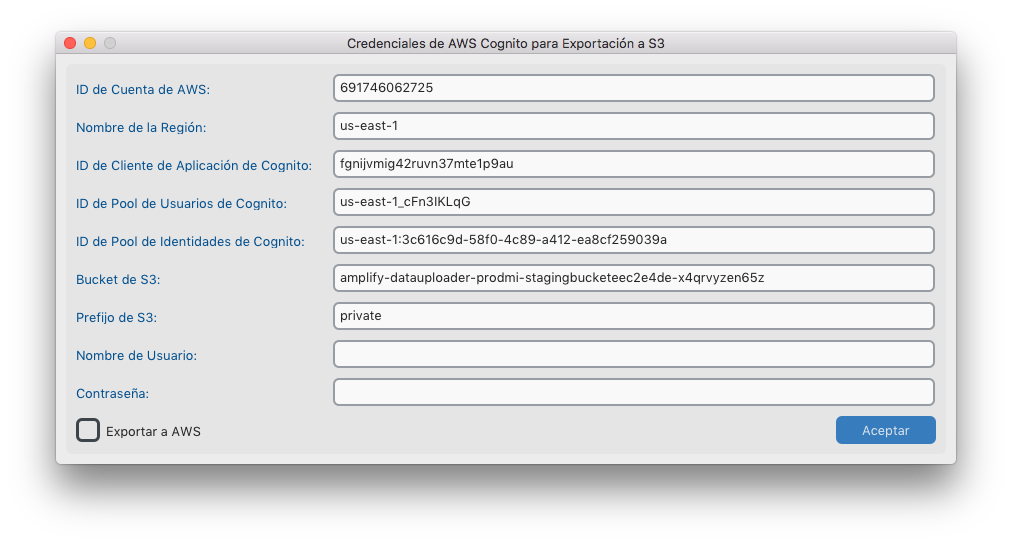 Credenciales de AWS Cognito para Exportación a S3
ID de Cuenta de AWS: 691746062725
Nombre de la Región: us-east-1
ID de Cliente de Aplicación de Cognito: fgnijvmig42ruvn37mte1p9au
ID de Pool de Usuarios de Cognito: us-east-1_cFn3IKLqG
ID de Pool de Identidades de Cognito: us-east-1:3c616c9d-58f0-4c89-a412-ea8cf259039a
Bucket de S3: amplify-datauploader-prodmi-stagingbucketeec2e4de-x4qrvyzen65z
Prefijo de S3: private
Nombre de Usuario:
Contraseña:
Exportar a AWS Aceptar